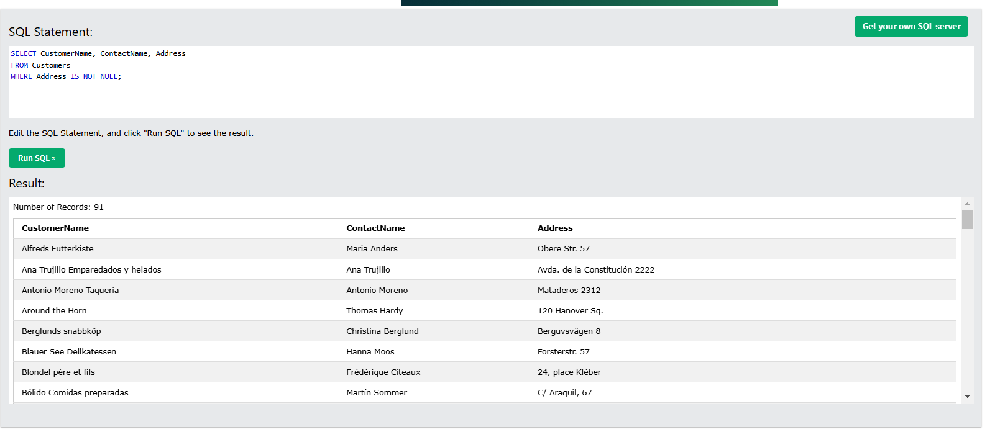 SQL Statement:
Get your own SQL server
SELECT CustomerName, ContactName, Address
FROM Customers
WHERE Address IS NOT NULL;
Edit the SQL Statement, and click "Run SQL" to see the result.
Run SQL »
Result:
Number of Records: 91
CustomerName ContactName Address
Alfreds Futterkiste Maria Anders Obere Str. 57
Ana Trujillo Emparedados y helados Ana Trujillo Avda. de la Constitución 2222
Antonio Moreno Taquería Antonio Moreno Mataderos 2312
Around the Horn Thomas Hardy 120 Hanover Sq.
Berglunds snabbköp Christina Berglund Berguvsvägen 8
Blauer See Delikatessen Hanna Moos Forsterstr. 57
Blondel père et fils Frédérique Citeaux 24, place Kléber
Bólido Comidas preparadas Martín Sommer C/ Araquil, 67